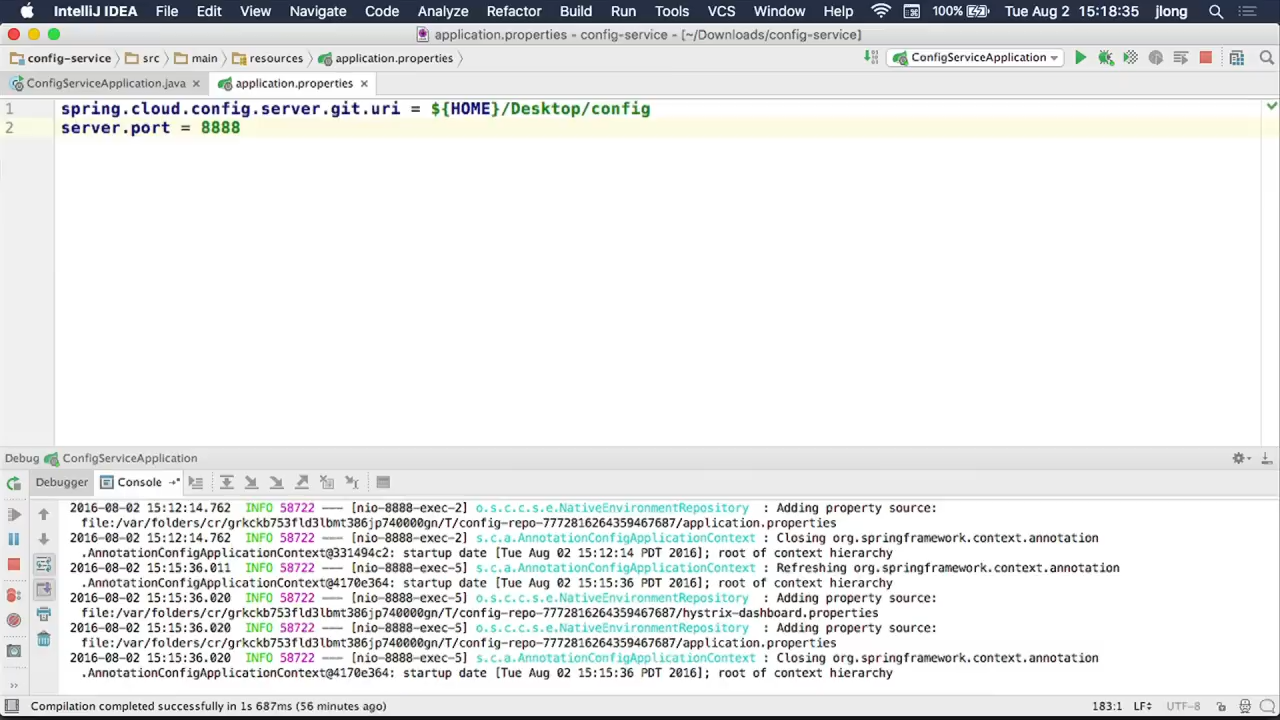 IntelliJ IDEA File Edit View Navigate Code Analyze Refactor Build Run Tools VCS Window Help 100% Tue Aug 2 15:18:35 jlong
application.properties - config-service - [~/Downloads/config-service]
config-service src main resources application.properties ConfigServiceApplication
ConfigServiceApplication.java application.properties
1 spring.cloud.config.server.git.uri = ${HOME}/Desktop/config
2 server.port = 8888
Debug ConfigServiceApplication
Debugger Console
2016-08-02 15:12:14.762 INFO 58722 --- [nio-8888-exec-2] o.s.c.c.s.e.NativeEnvironmentRepository : Adding property source:
file:/var/folders/cr/grkckb753fld3lbmt386jp740000gn/T/config-repo-7772816264359467687/application.properties
2016-08-02 15:12:14.762 INFO 58722 --- [nio-8888-exec-2] s.c.a.AnnotationConfigApplicationContext : Closing org.springframework.context.annotation
.AnnotationConfigApplicationContext@331494c2: startup date [Tue Aug 02 15:12:14 PDT 2016]; root of context hierarchy
2016-08-02 15:15:36.011 INFO 58722 --- [nio-8888-exec-5] s.c.a.AnnotationConfigApplicationContext : Refreshing org.springframework.context.annotation
.AnnotationConfigApplicationContext@4170e364: startup date [Tue Aug 02 15:15:36 PDT 2016]; root of context hierarchy
2016-08-02 15:15:36.020 INFO 58722 --- [nio-8888-exec-5] o.s.c.c.s.e.NativeEnvironmentRepository : Adding property source:
file:/var/folders/cr/grkckb753fld3lbmt386jp740000gn/T/config-repo-7772816264359467687/hystrix-dashboard.properties
2016-08-02 15:15:36.020 INFO 58722 --- [nio-8888-exec-5] o.s.c.c.s.e.NativeEnvironmentRepository : Adding property source:
file:/var/folders/cr/grkckb753fld3lbmt386jp740000gn/T/config-repo-7772816264359467687/application.properties
2016-08-02 15:15:36.020 INFO 58722 --- [nio-8888-exec-5] s.c.a.AnnotationConfigApplicationContext : Closing org.springframework.context.annotation
.AnnotationConfigApplicationContext@4170e364: startup date [Tue Aug 02 15:15:36 PDT 2016]; root of context hierarchy
Compilation completed successfully in 1s 687ms (56 minutes ago) 183:1 LF UTF-8